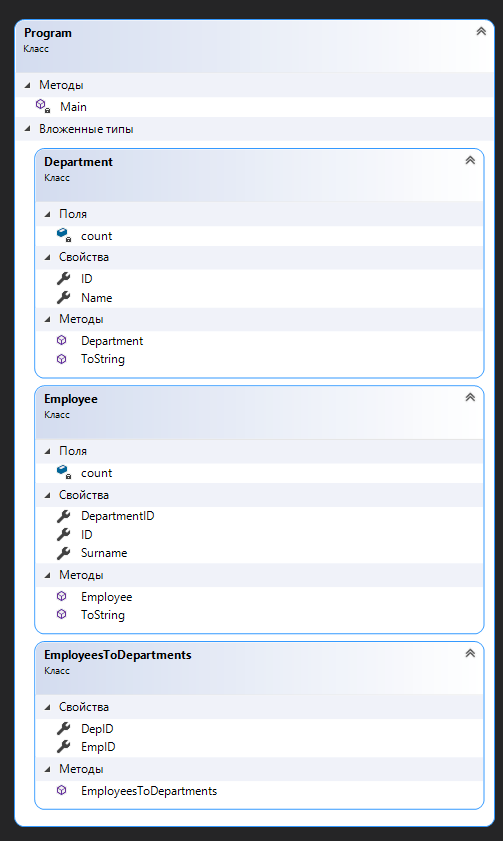 Program
Класс
Методы
Main
Вложенные типы
Department
Класс
Поля
count
Свойства
ID
Name
Методы
Department
ToString
Employee
Класс
Поля
count
Свойства
DepartmentID
ID
Surname
Методы
Employee
ToString
EmployeesToDepartments
Класс
Свойства
DepID
EmpID
Методы
EmployeesToDepartments